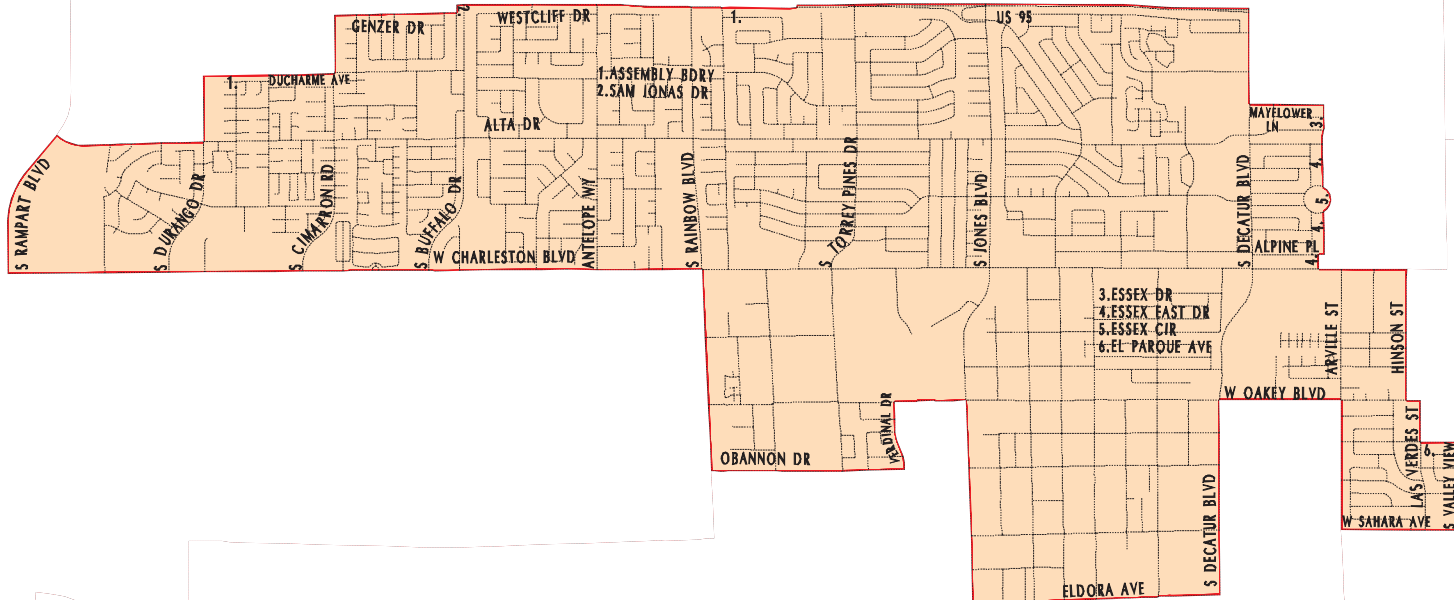 GENZER DR
2.
WESTCLIFF DR
1.
US 95
1.
DUCHARME AVE
1.ASSEMBLY BDRY
2.SAM JONAS DR
ALTA DR
MAYFLOWER
LN
3.
4.
5.
4.
4.
S RAMPART BLVD
S DURANGO DR
S CIMARRON RD
S BUFFALO DR
W CHARLESTON BLVD
ANTELOPE WY
S RAINBOW BLVD
S TORREY PINES DR
S JONES BLVD
S DECATUR BLVD
ALPINE PL
3.ESSEX DR
4.ESSEX EAST DR
5.ESSEX CIR
6.EL PARQUE AVE
ARVILLE ST
HINSON ST
W OAKEY BLVD
VERDINAL DR
OBANNON DR
LAS VERDES ST
6.
S VALLEY VIEW
W SAHARA AVE
S DECATUR BLVD
ELDORA AVE